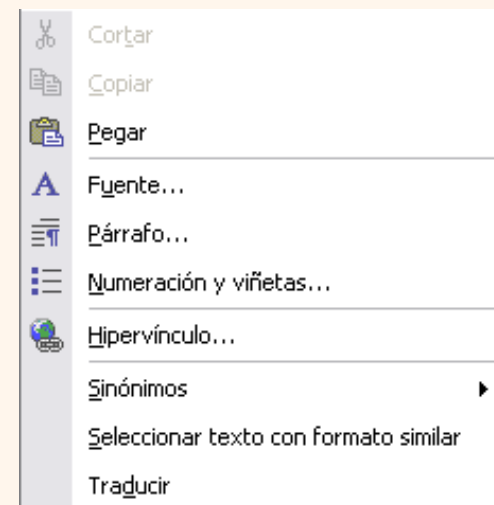 Cortar
Copiar
Pegar
Fuente...
Párrafo...
Numeración y viñetas...
Hipervínculo...
Sinónimos
Seleccionar texto con formato similar
Traducir